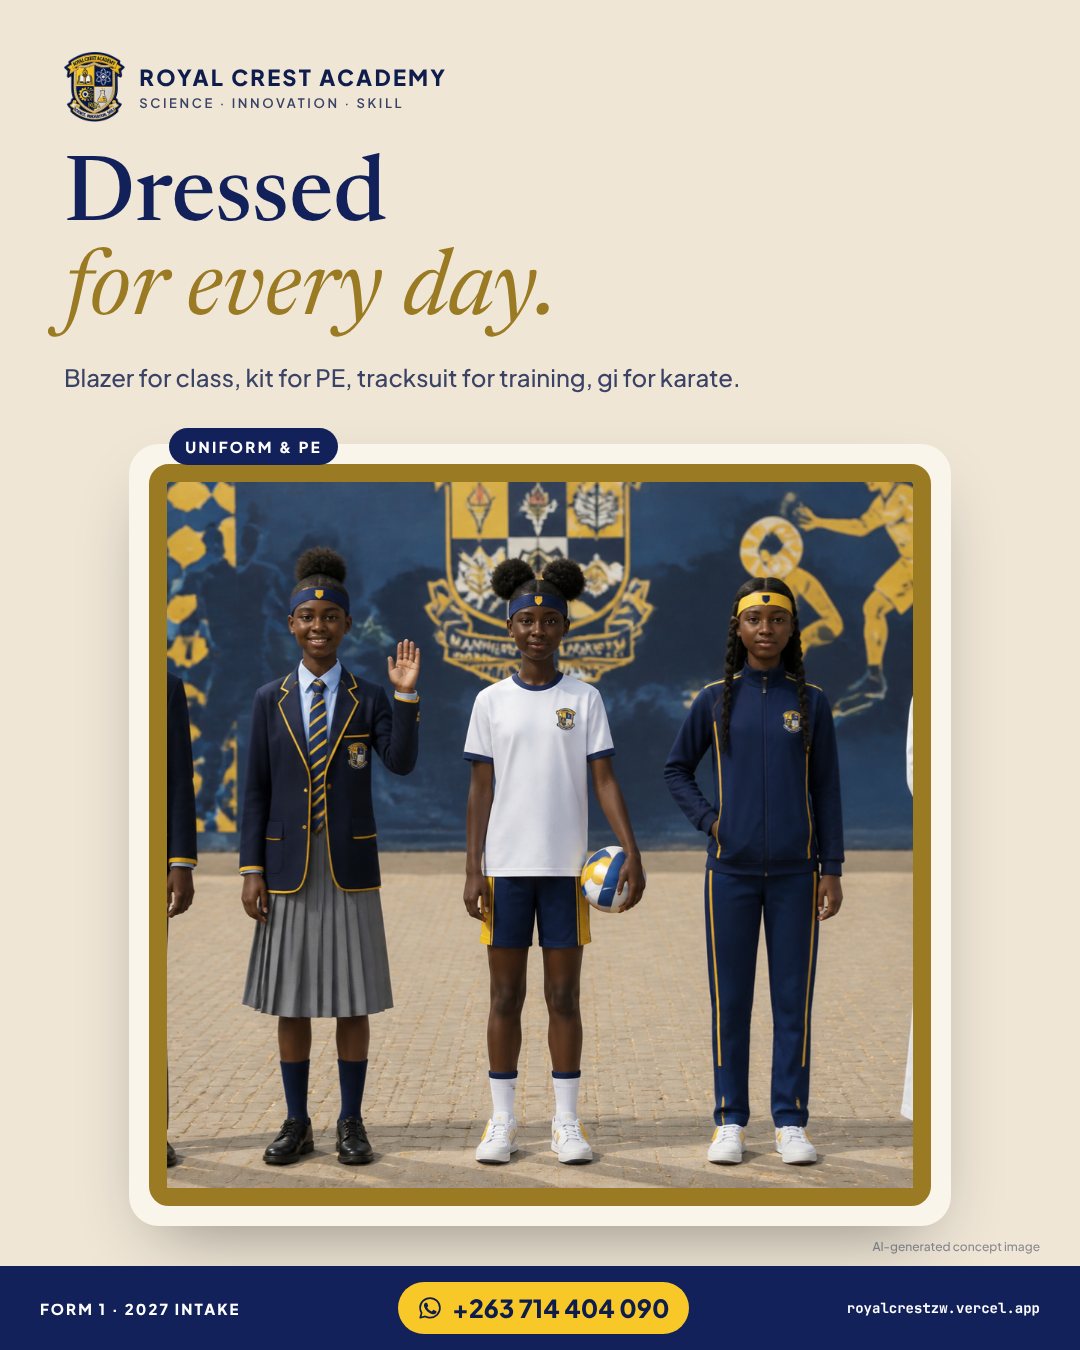 ROYAL CREST ACADEMY
SCIENCE · INNOVATION · SKILL
Dressed
for every day.
Blazer for class, kit for PE, tracksuit for training, gi for karate.
UNIFORM & PE
AI-generated concept image
FORM 1 · 2027 INTAKE
+263 714 404 090
royalcrestzw.vercel.app